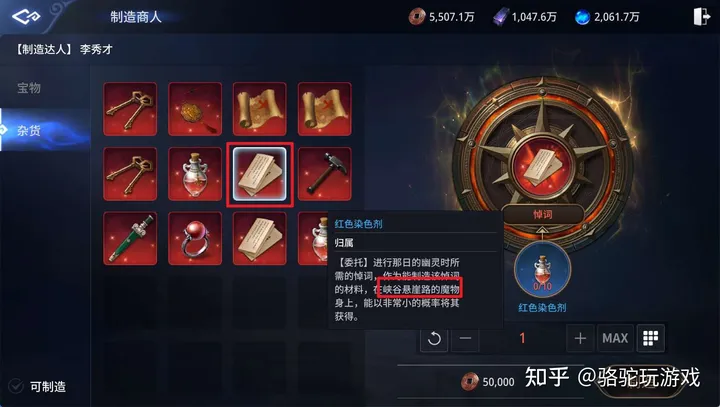 制造商人
5,507.1万
1,047.6万
2,061.7万
【制造达人】 李秀才
宝物
杂货
悼词
红色染色剂
归属
【委托】进行那日的幽灵时所
需的悼词，作为能制造该悼词
的材料，在峡谷悬崖路的魔物
身上，能以非常小的概率将其
获得。
0/10
红色染色剂
1
MAX
可制造
50,000
知乎 @骆驼玩游戏